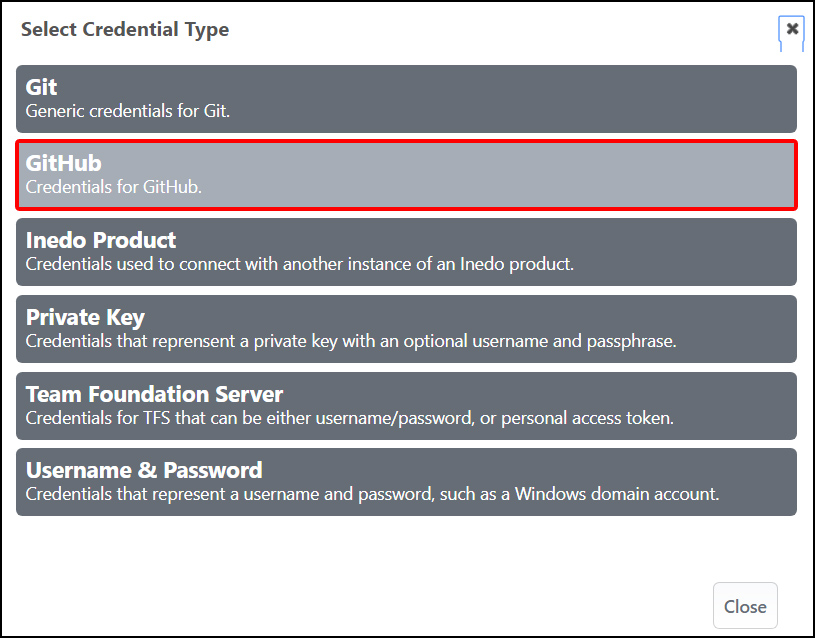 Select Credential Type
✖
Git
Generic credentials for Git.
GitHub
Credentials for GitHub.
Inedo Product
Credentials used to connect with another instance of an Inedo product.
Private Key
Credentials that reprensent a private key with an optional username and passphrase.
Team Foundation Server
Credentials for TFS that can be either username/password, or personal access token.
Username & Password
Credentials that represent a username and password, such as a Windows domain account.
Close